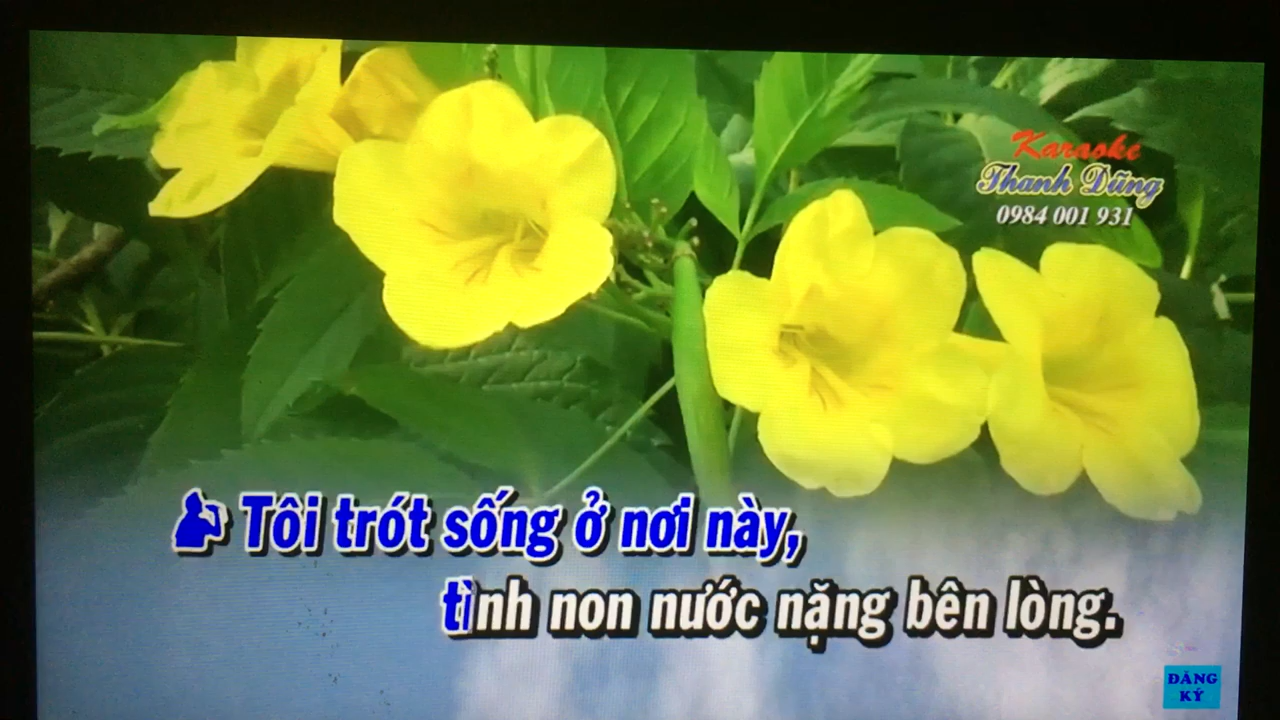 Karaoke
Thanh Dũng
0984 001 931
Tôi trót sống ở nơi này,
tình non nước nặng bên lòng.
ĐĂNG
KÝ